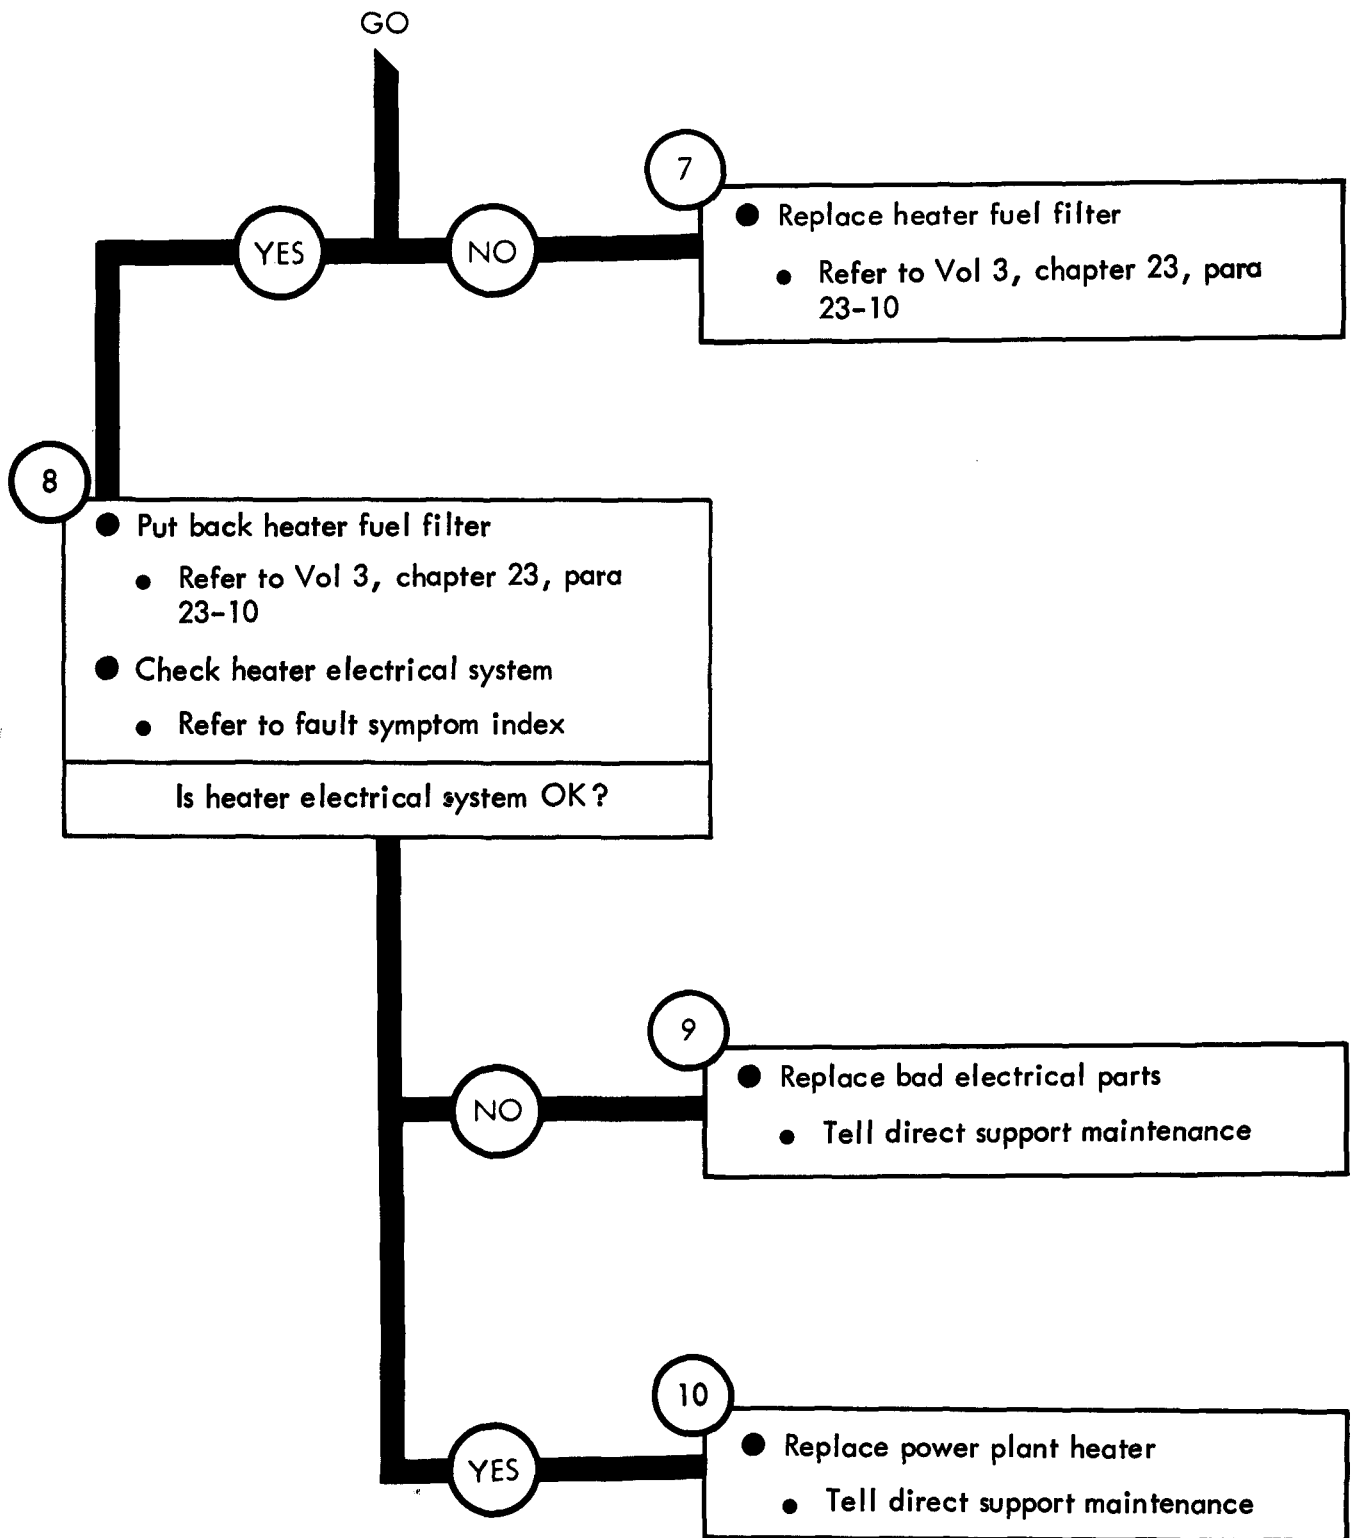 GO
YES
NO
7
● Replace heater fuel filter
● Refer to Vol 3, chapter 23, para
23-10
8
● Put back heater fuel filter
● Refer to Vol 3, chapter 23, para
23-10
● Check heater electrical system
● Refer to fault symptom index
Is heater electrical system OK?
NO
9
● Replace bad electrical parts
● Tell direct support maintenance
YES
10
● Replace power plant heater
● Tell direct support maintenance